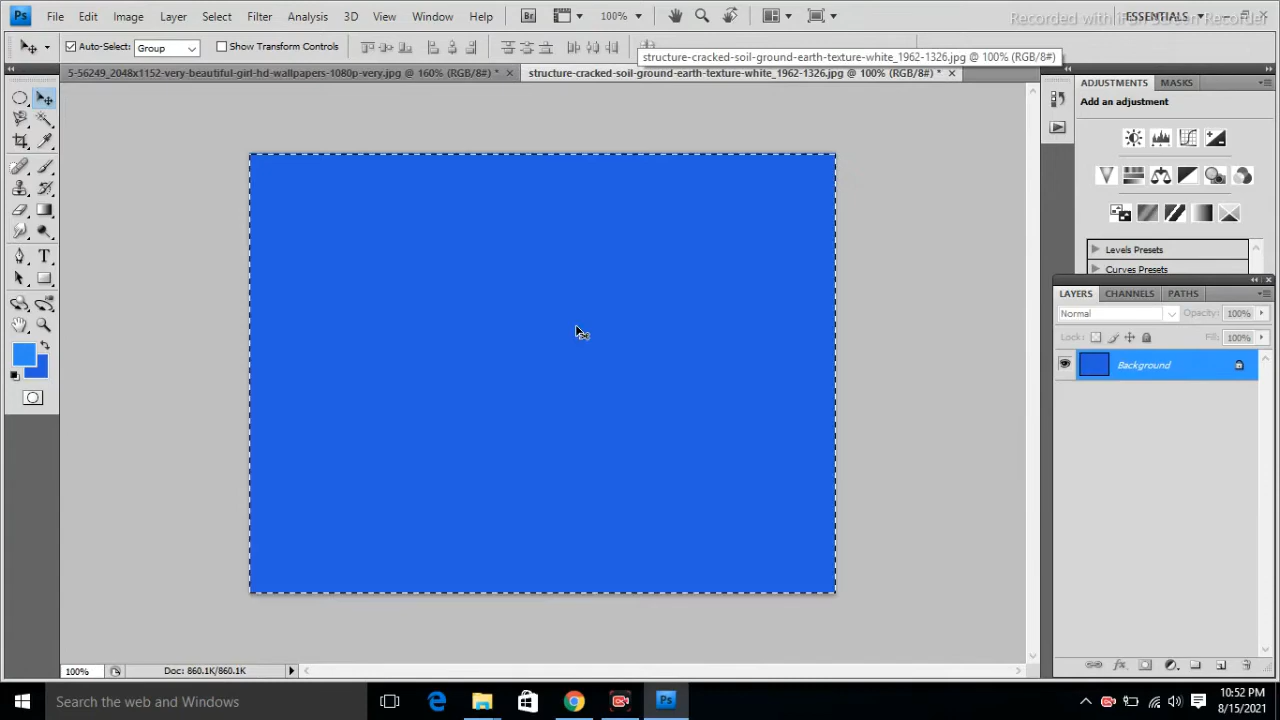 Ps File Edit Image Layer Select Filter Analysis 3D View Window Help Br 100% Recorded with iFun Screen Recorder ESSENTIALS
Auto-Select: Group Show Transform Controls
structure-cracked-soil-ground-earth-texture-white_1962-1326.jpg @ 100% (RGB/8#)
5-56249_2048x1152-very-beautiful-girl-hd-wallpapers-1080p-very.jpg @ 160% (RGB/8#) * structure-cracked-soil-ground-earth-texture-white_1962-1326.jpg @ 100% (RGB/8#) *
ADJUSTMENTS MASKS
Add an adjustment
Levels Presets
Curves Presets
LAYERS CHANNELS PATHS
Normal Opacity: 100%
Lock: Fill: 100%
Background
100% Doc: 860.1K/860.1K
Search the web and Windows Ps 10:52 PM
8/15/2021